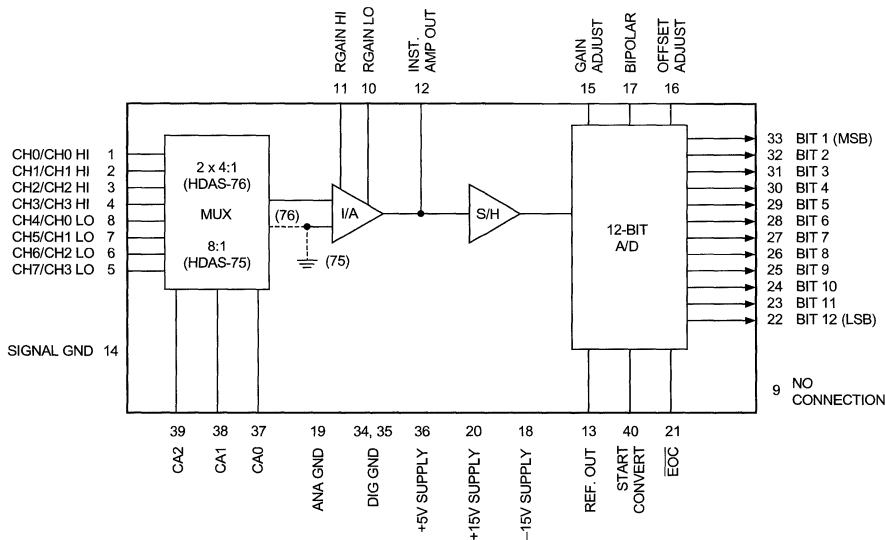 RGAIN HI
RGAIN LO
INST.
AMP OUT
GAIN
ADJUST
BIPOLAR
OFFSET
ADJUST
11
10
12
15
17
16
CH0/CH0 HI 1
CH1/CH1 HI 2
CH2/CH2 HI 3
CH3/CH3 HI 4
CH4/CH0 LO 8
CH5/CH1 LO 7
CH6/CH2 LO 6
CH7/CH3 LO 5
SIGNAL GND 14
2 x 4:1
(HDAS-76)
MUX
8:1
(HDAS-75)
(76)
(75)
I/A
S/H
12-BIT
A/D
33 BIT 1 (MSB)
32 BIT 2
31 BIT 3
30 BIT 4
29 BIT 5
28 BIT 6
27 BIT 7
26 BIT 8
25 BIT 9
24 BIT 10
23 BIT 11
22 BIT 12 (LSB)
9 NO
CONNECTION
39
38
37
19
34, 35
36
20
18
13
40
21
CA2
CA1
CA0
ANA GND
DIG GND
+5V SUPPLY
+15V SUPPLY
–15V SUPPLY
REF. OUT
START
CONVERT
EOC